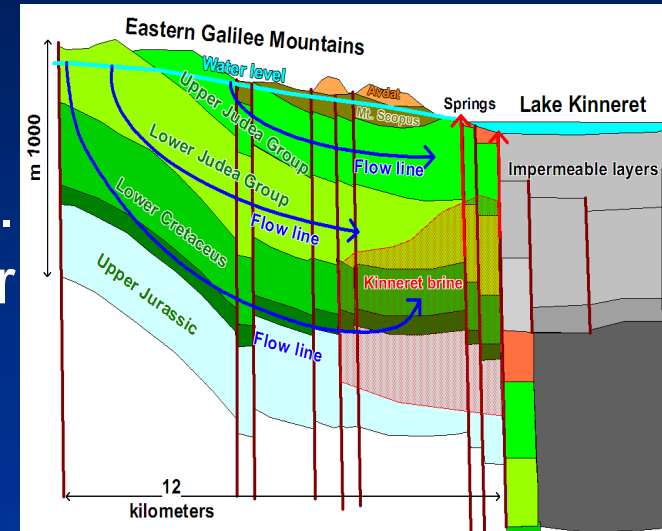 Eastern Galilee Mountains
Water level
Avdat
Mt. Scopus
Springs
Lake Kinneret
Upper Judea Group
Flow line
Impermeable layers
m 1000
Lower Judea Group
Flow line
Lower Cretaceus
Kinneret brine
Upper Jurassic
Flow line
12
kilometers
.
r